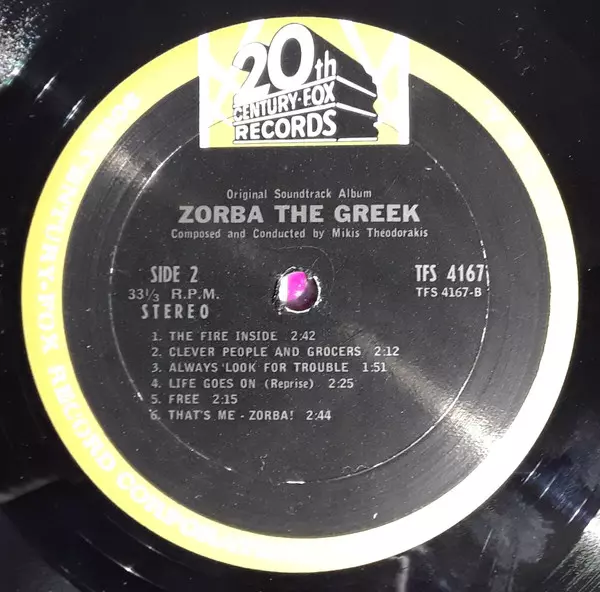 20th
CENTURY-FOX
RECORDS
Original Soundtrack Album
ZORBA THE GREEK
Composed and Conducted by Mikis Theodorakis
SIDE 2
33⅓ R.P.M.
STEREO
TFS 4167
TFS 4167-B
1. THE FIRE INSIDE 2:42
2. CLEVER PEOPLE AND GROCERS 2:12
3. ALWAYS LOOK FOR TROUBLE 1:51
4. LIFE GOES ON (Reprise) 2:25
5. FREE 2:15
6. THAT'S ME - ZORBA! 2:44
CENTURY-FOX RECORD